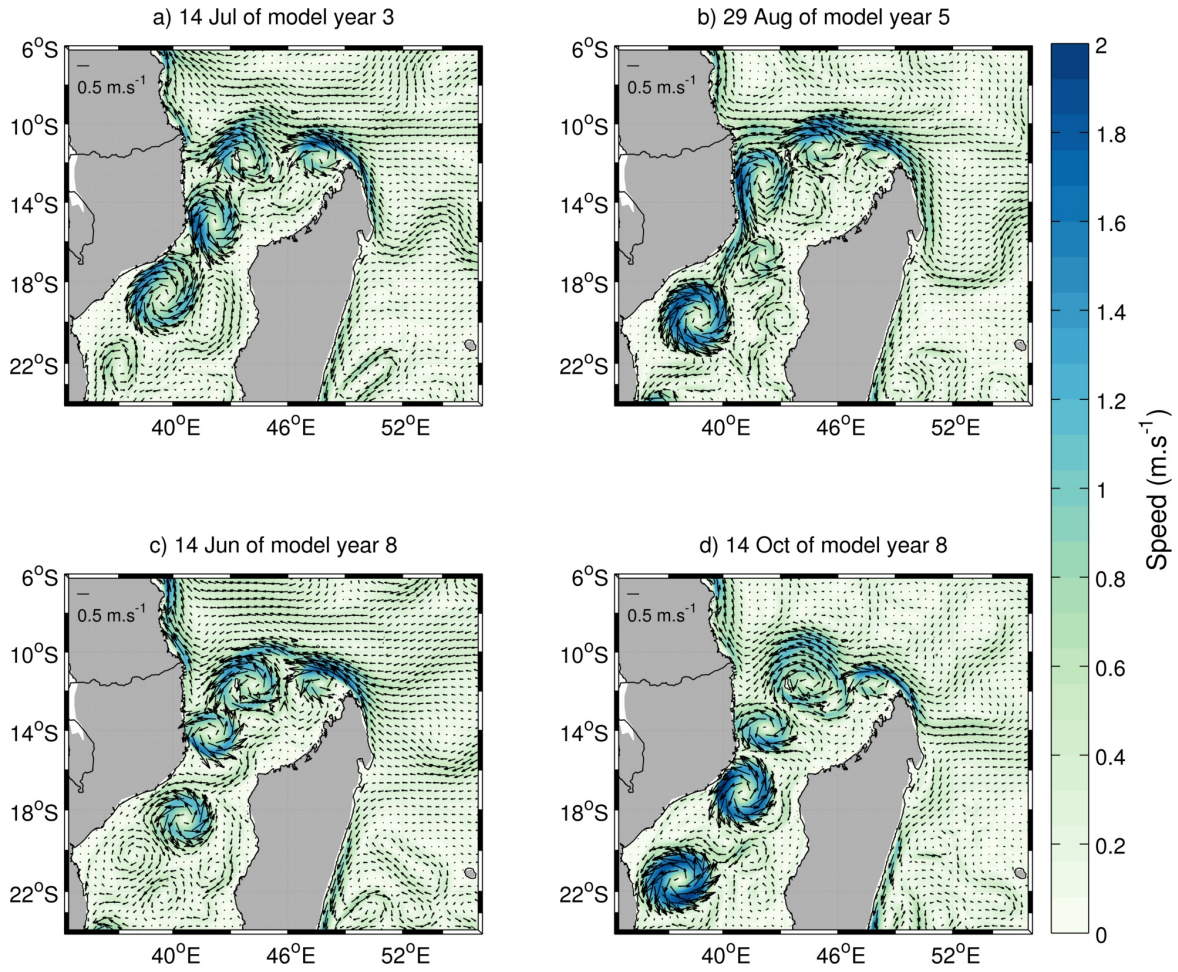 a) 14 Jul of model year 3
b) 29 Aug of model year 5
6°S
10°S
14°S
18°S
22°S
0.5 m.s⁻¹
40°E
46°E
52°E
6°S
10°S
14°S
18°S
22°S
0.5 m.s⁻¹
40°E
46°E
52°E
c) 14 Jun of model year 8
d) 14 Oct of model year 8
6°S
10°S
14°S
18°S
22°S
0.5 m.s⁻¹
40°E
46°E
52°E
6°S
10°S
14°S
18°S
22°S
0.5 m.s⁻¹
40°E
46°E
52°E
2
1.8
1.6
1.4
1.2
1
0.8
0.6
0.4
0.2
0
Speed (m.s⁻¹)